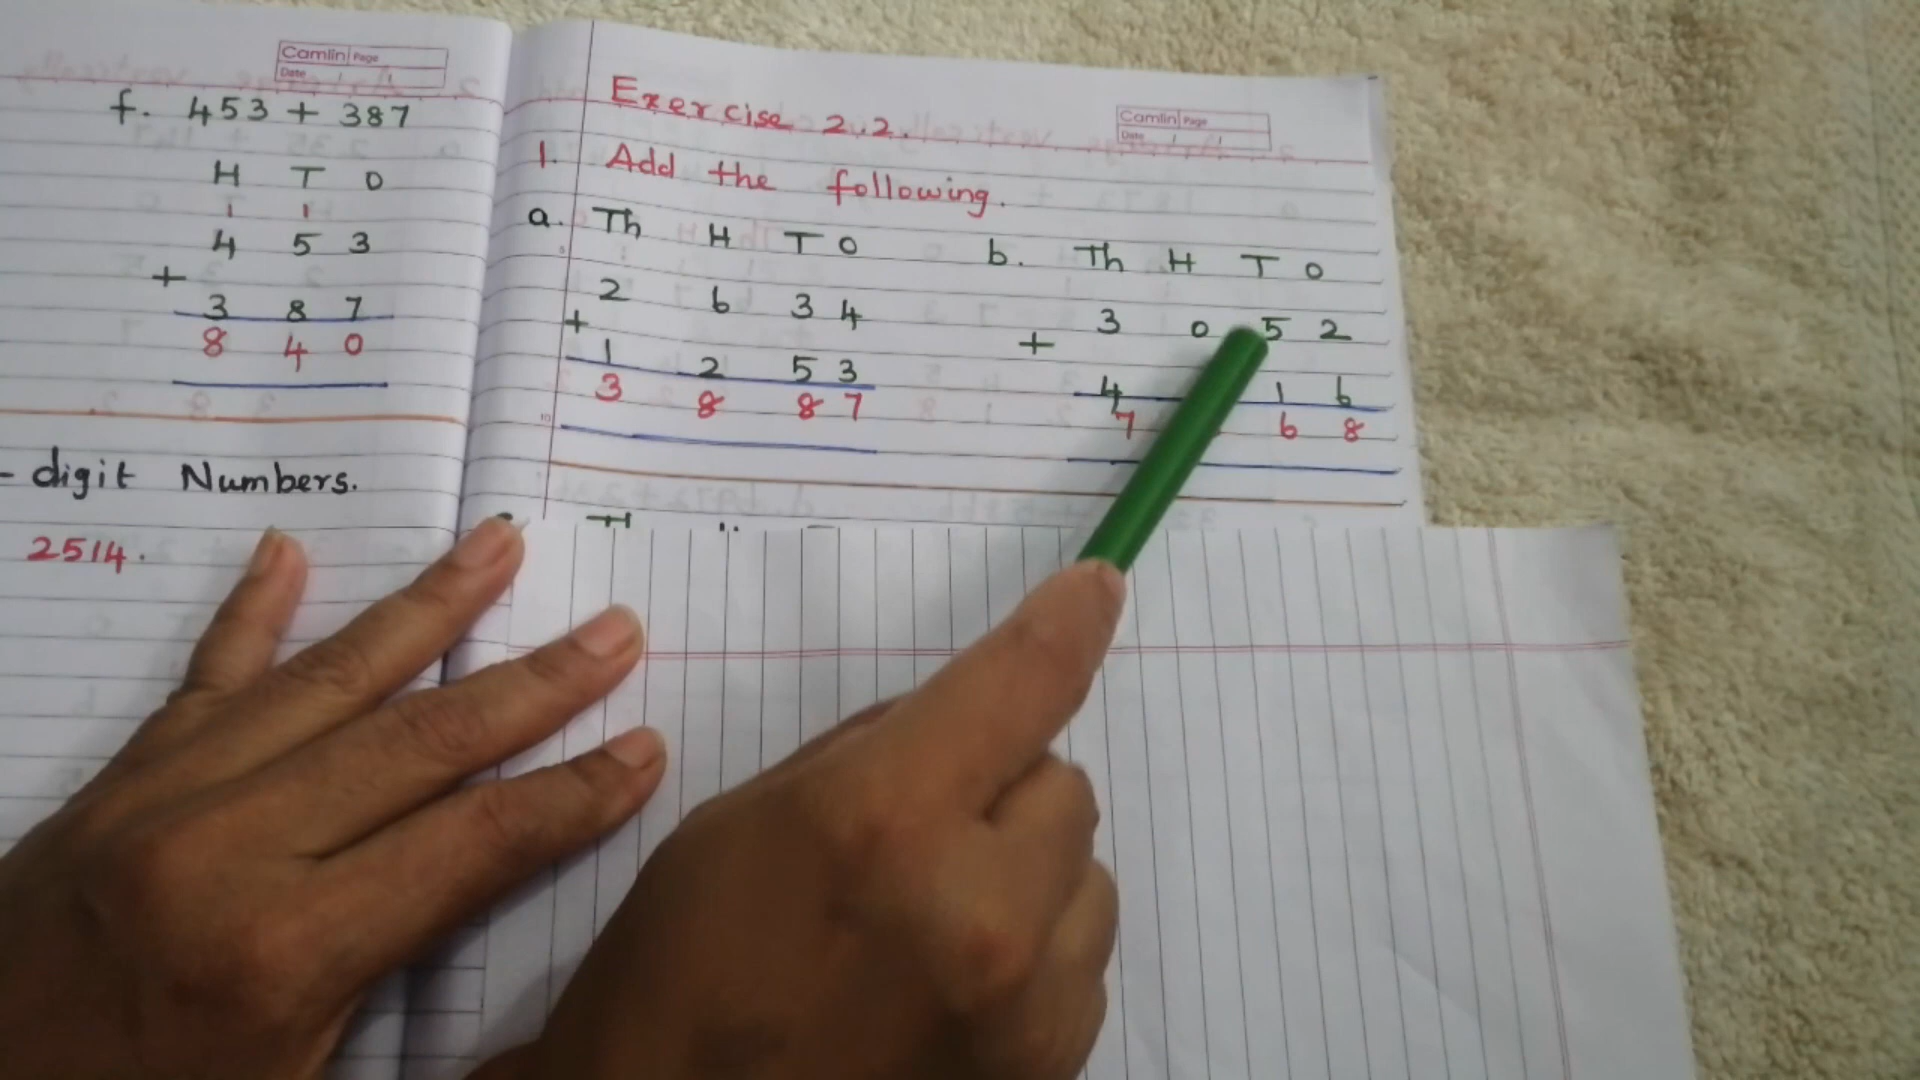 Camlin Page
Date
f. 453 + 387
H T O
1 1
4 5 3
+
3 8 7
8 4 0
- digit Numbers.
2514.
Camlin Page
Date
Exercise 2.2.
1. Add the following.
a. Th H T O
2 6 3 4
+
1 2 5 3
3 8 8 7
b. Th H T O
3 0 5 2
+
4 1 6
7 6 8